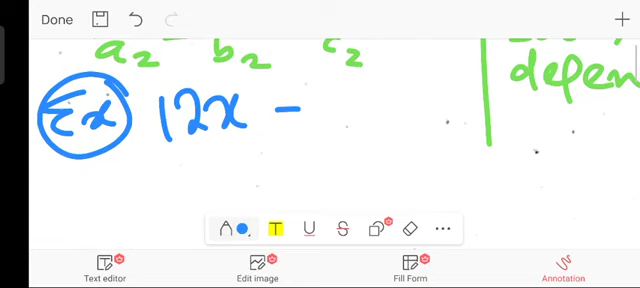 Done
a2 b2 c2
depen
Ex 12x -
T U S
Text editor Edit image Fill Form Annotation